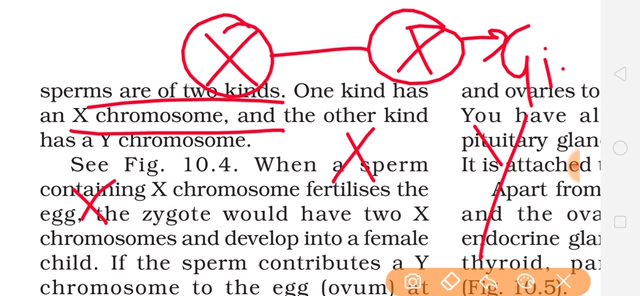 X X → Gi
sperms are of two kinds. One kind has
an X chromosome, and the other kind
has a Y chromosome.
See Fig. 10.4. When a sperm
containing X chromosome fertilises the
egg, the zygote would have two X
chromosomes and develop into a female
child. If the sperm contributes a Y
chromosome to the egg (ovum) at
X
X
and ovaries to
You have al
pituitary glan
It is attached t
Apart from
and the ova
endocrine gla
thyroid, pa
(Fig. 10.5)
Y